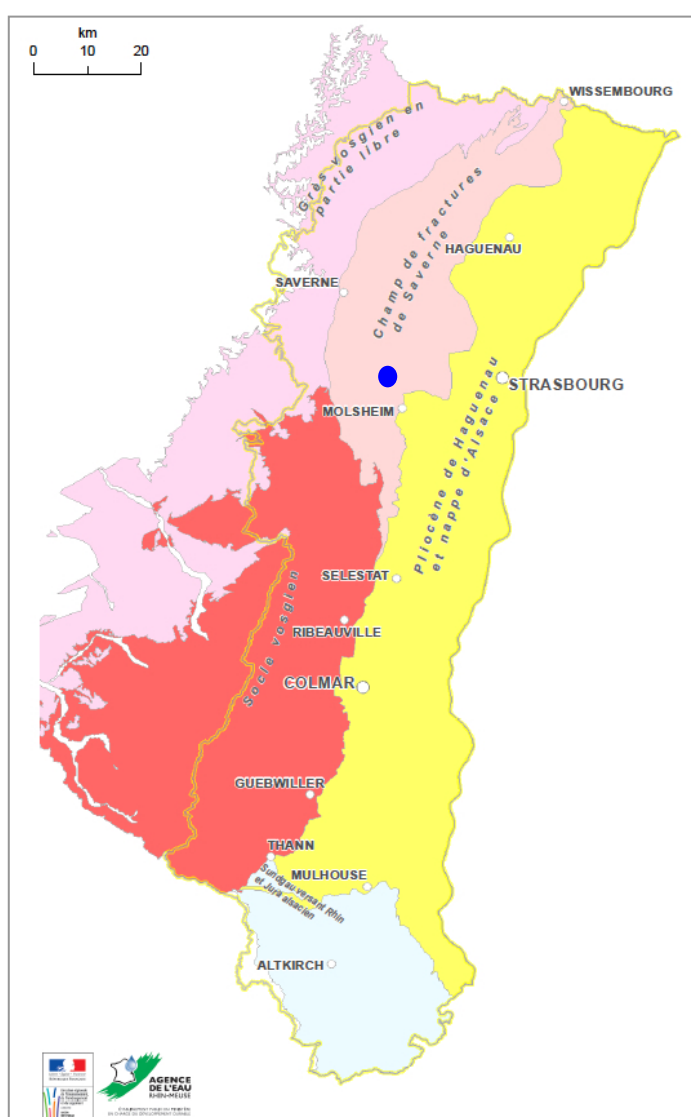 km
0 10 20
WISSEMBOURG
Grès vosgien en
partie libre
Champ de fractures
de Saverne
HAGUENAU
SAVERNE
STRASBOURG
MOLSHEIM
Pliocène de Haguenau
et nappe d'Alsace
SELESTAT
Socle vosgien
RIBEAUVILLE
COLMAR
GUEBWILLER
THANN
Sundgau versant Rhin
et Jura alsacien
MULHOUSE
ALTKIRCH
AGENCE
DE L'EAU
RHIN-MEUSE